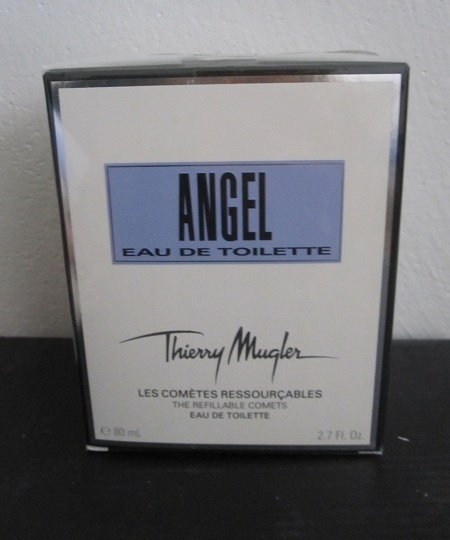 ANGEL
EAU DE TOILETTE
Thierry Mugler
LES COMÈTES RESSOURÇABLES
THE REFILLABLE COMETS
EAU DE TOILETTE
℮ 80 mL 2.7 Fl. Oz.